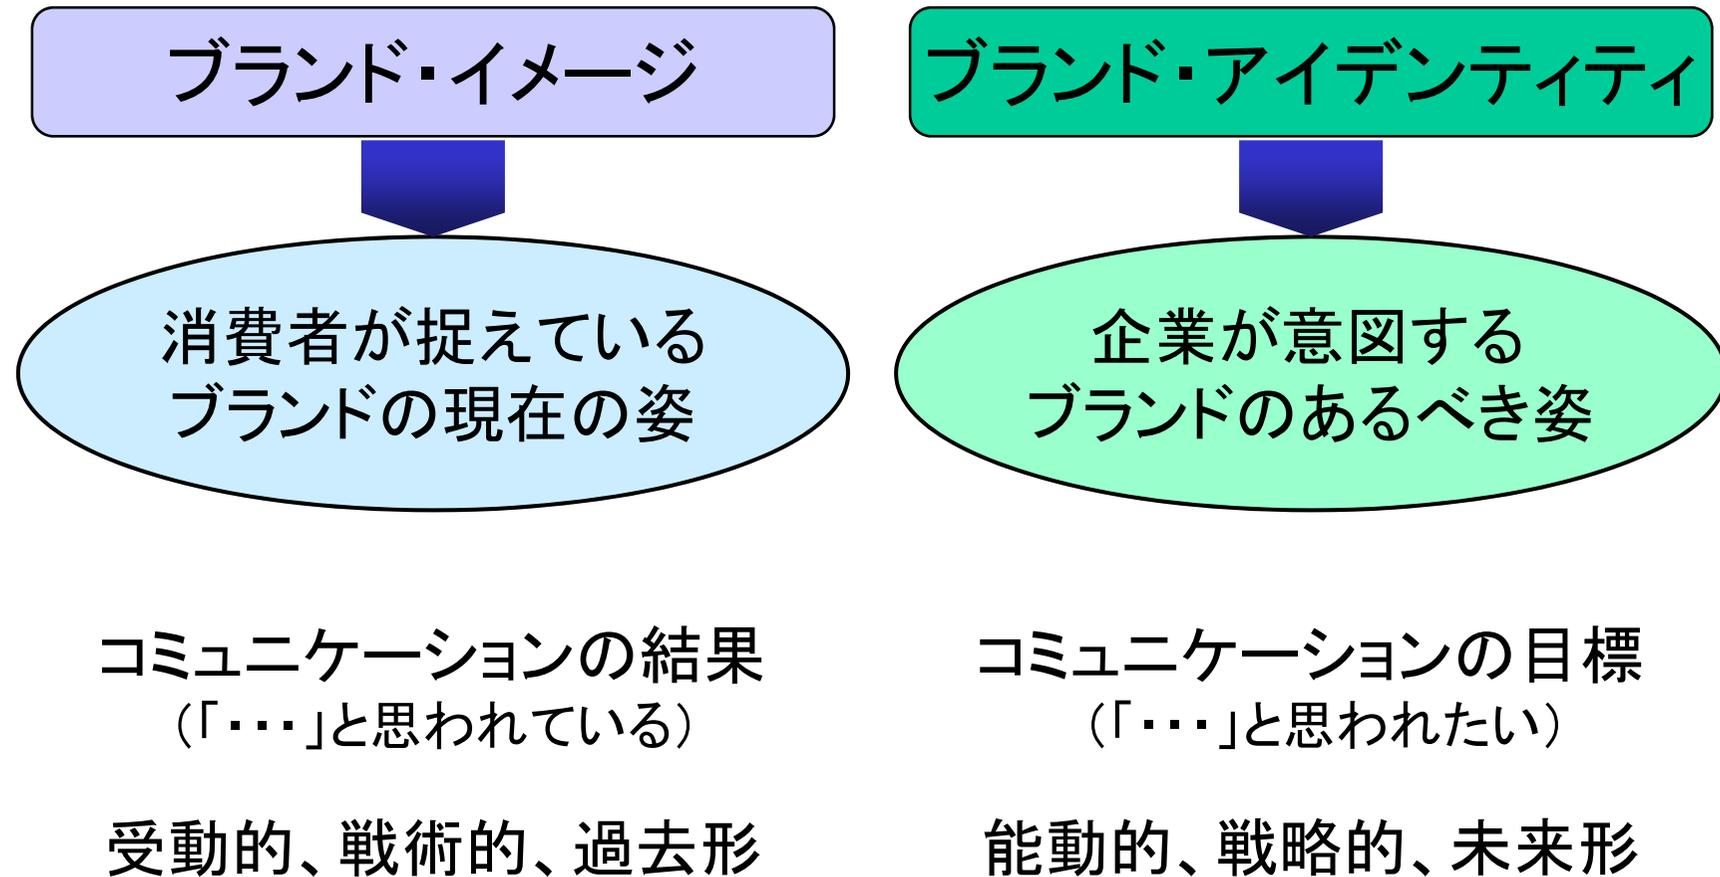 ブランド・イメージ
消費者が捉えている
ブランドの現在の姿
コミュニケーションの結果
（「・・・」と思われている）
受動的、戦術的、過去形
ブランド・アイデンティティ
企業が意図する
ブランドのあるべき姿
コミュニケーションの目標
（「・・・」と思われたい）
能動的、戦略的、未来形